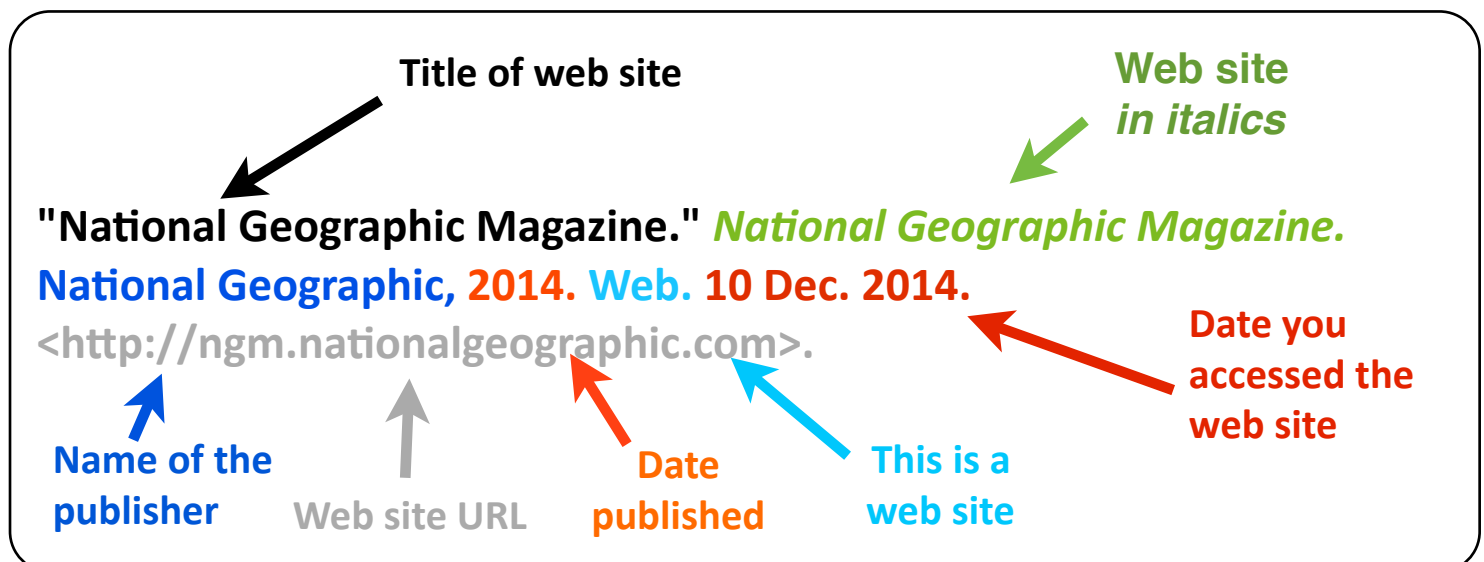 Title of web site
Web site
in italics
"National Geographic Magazine." National Geographic Magazine.
National Geographic, 2014. Web. 10 Dec. 2014.
<http://ngm.nationalgeographic.com>.
Date you
accessed the
web site
Name of the
publisher
Web site URL
Date
published
This is a
web site